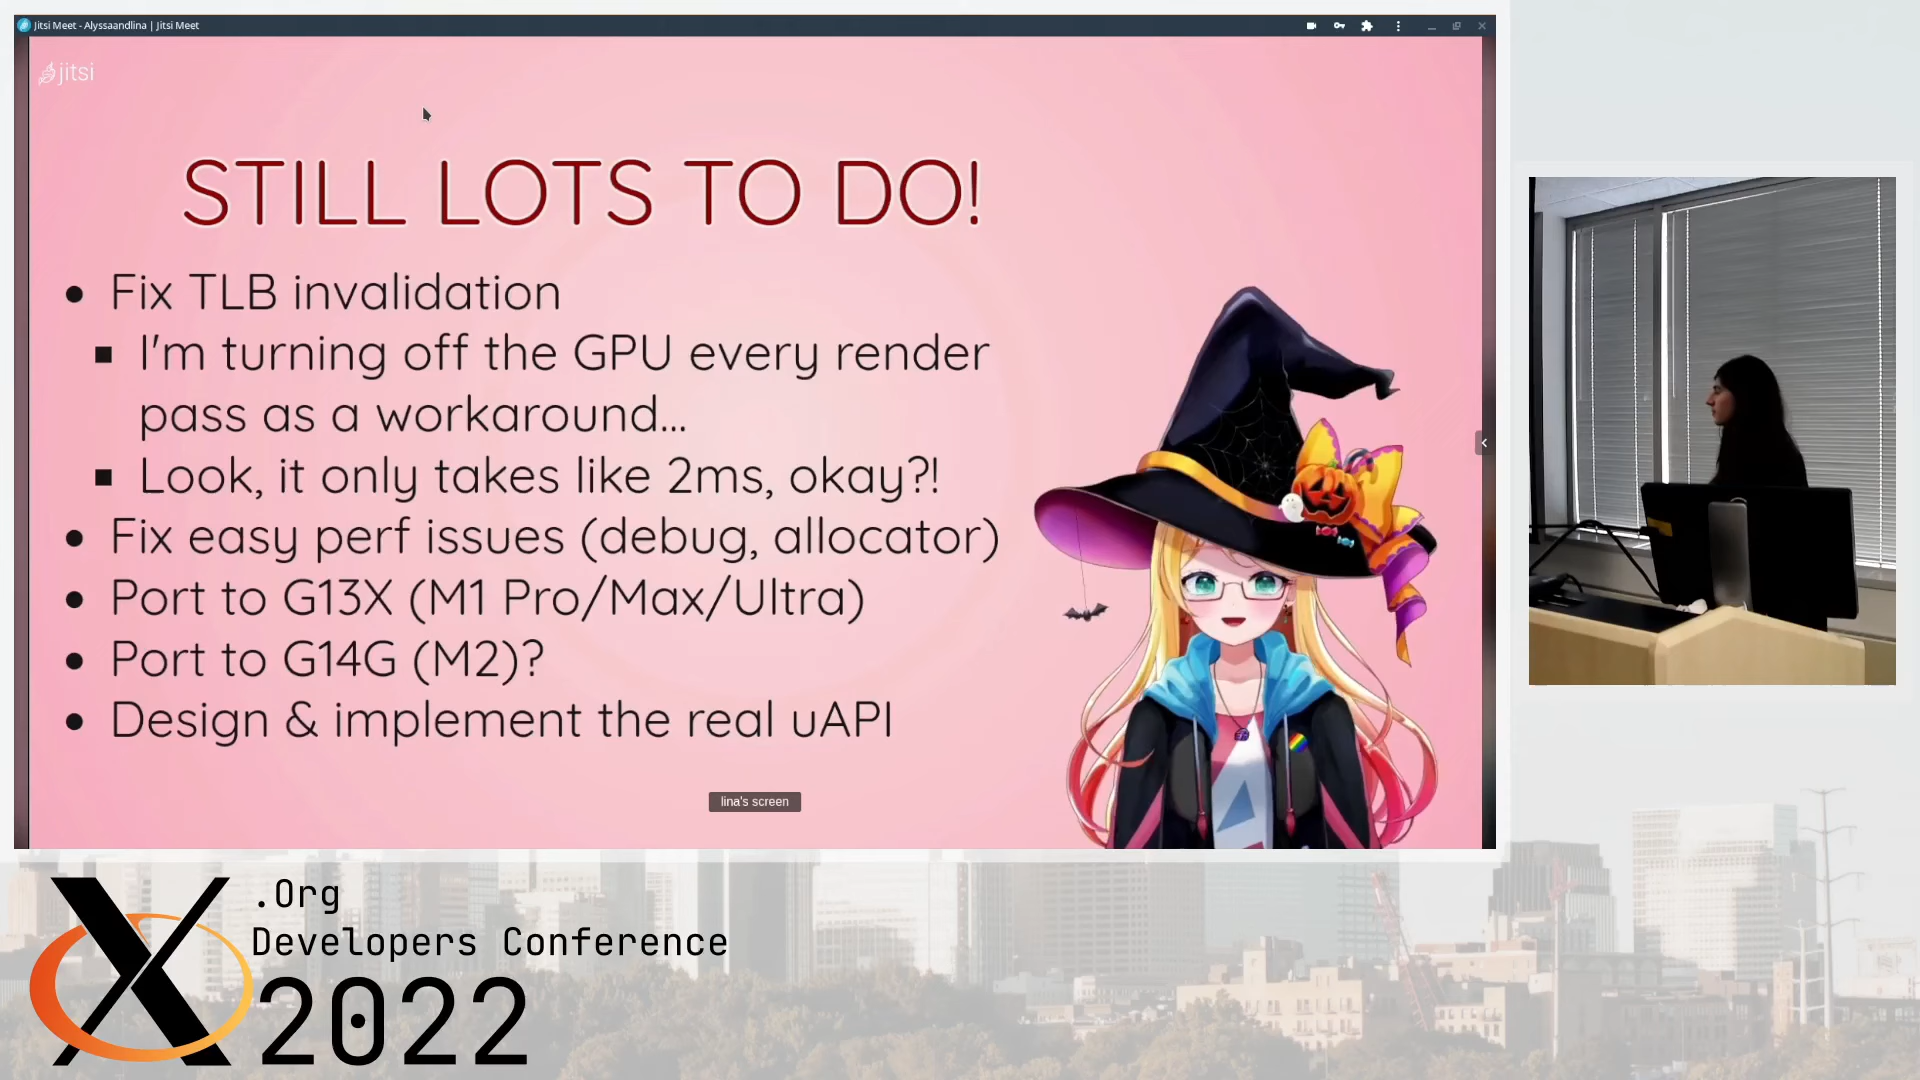 Jitsi Meet - Alyssaandlina | Jitsi Meet
jitsi
STILL LOTS TO DO!
• Fix TLB invalidation
▪ I'm turning off the GPU every render
pass as a workaround...
▪ Look, it only takes like 2ms, okay?!
• Fix easy perf issues (debug, allocator)
• Port to G13X (M1 Pro/Max/Ultra)
• Port to G14G (M2)?
• Design & implement the real uAPI
lina's screen
X.Org
Developers Conference
2022